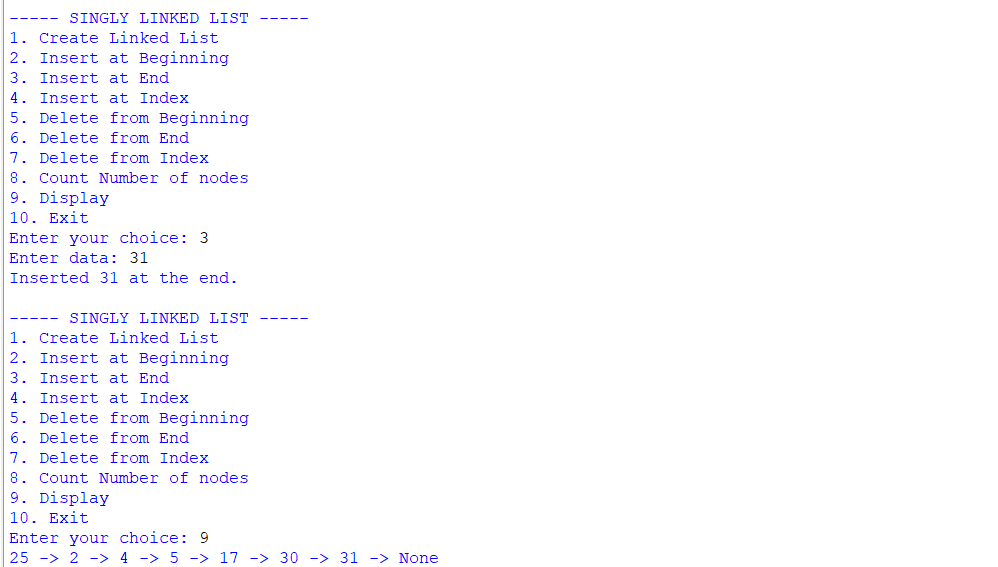 ----- SINGLY LINKED LIST -----
1. Create Linked List
2. Insert at Beginning
3. Insert at End
4. Insert at Index
5. Delete from Beginning
6. Delete from End
7. Delete from Index
8. Count Number of nodes
9. Display
10. Exit
Enter your choice: 3
Enter data: 31
Inserted 31 at the end.

----- SINGLY LINKED LIST -----
1. Create Linked List
2. Insert at Beginning
3. Insert at End
4. Insert at Index
5. Delete from Beginning
6. Delete from End
7. Delete from Index
8. Count Number of nodes
9. Display
10. Exit
Enter your choice: 9
25 -> 2 -> 4 -> 5 -> 17 -> 30 -> 31 -> None